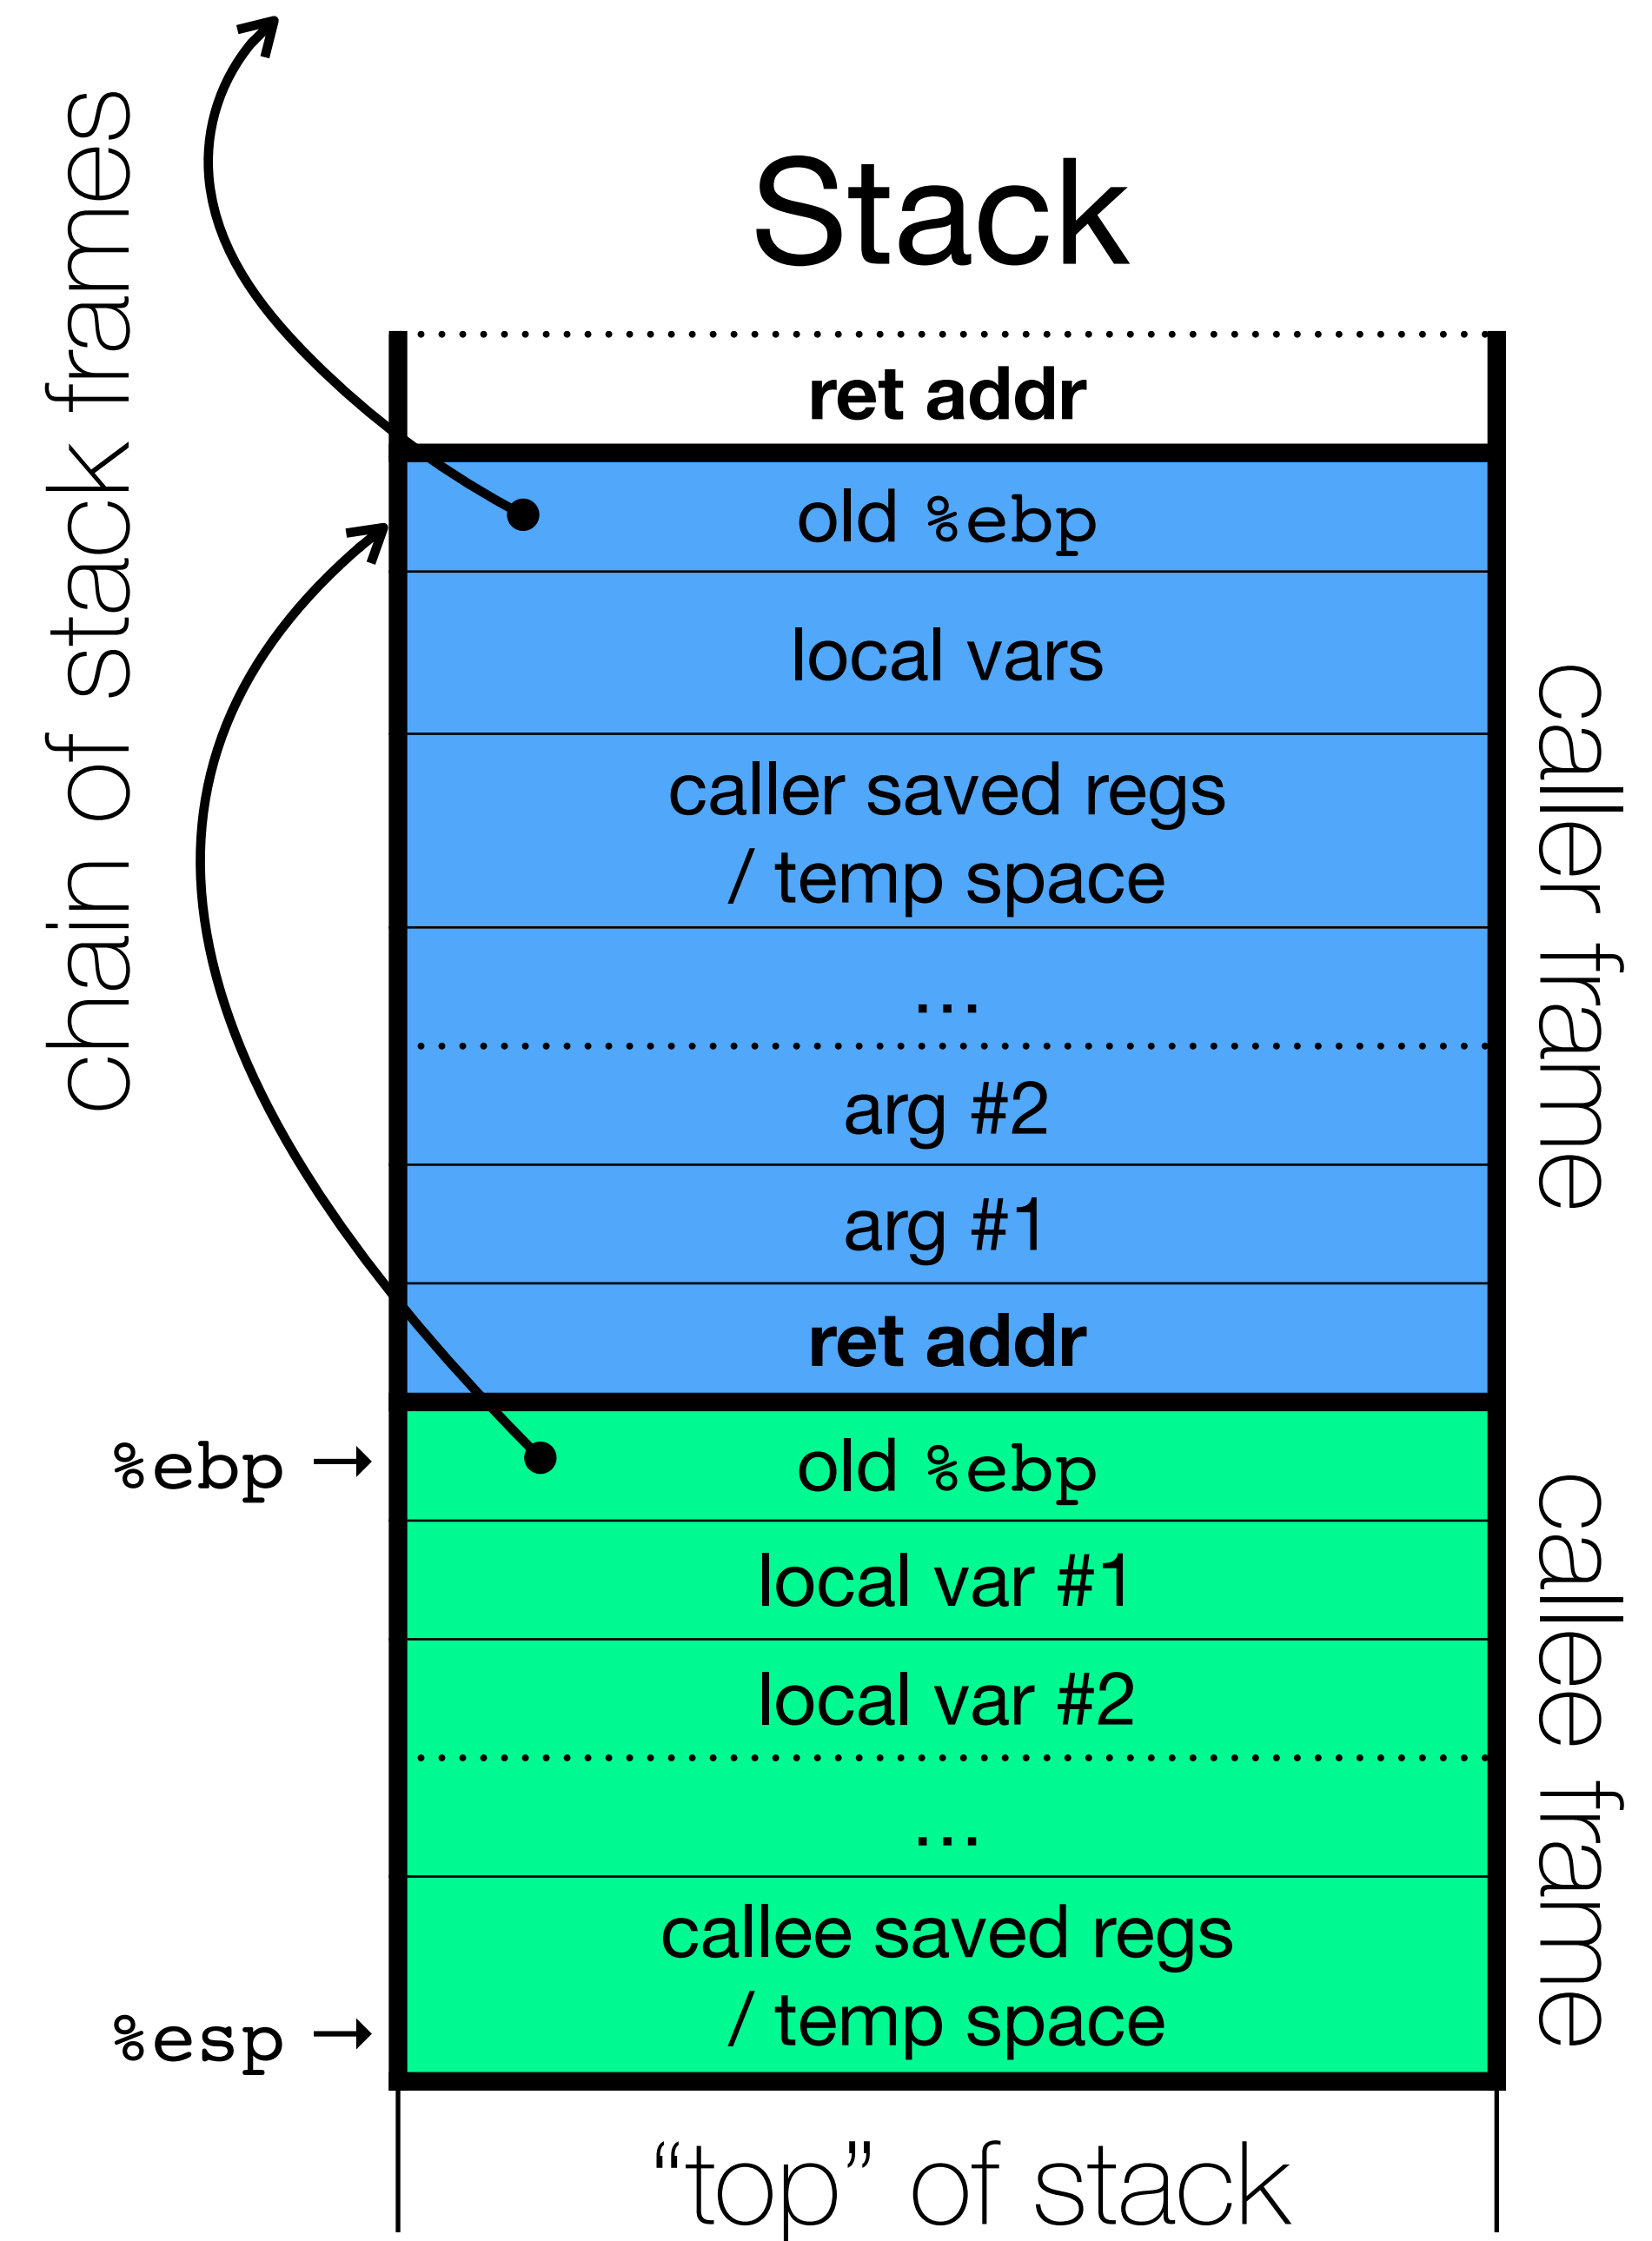 chain of stack frames
Stack
ret addr
old %ebp
local vars
caller saved regs
/ temp space
...
arg #2
arg #1
ret addr
caller frame
%ebp →
old %ebp
local var #1
local var #2
...
callee saved regs
/ temp space
%esp →
callee frame
“top” of stack